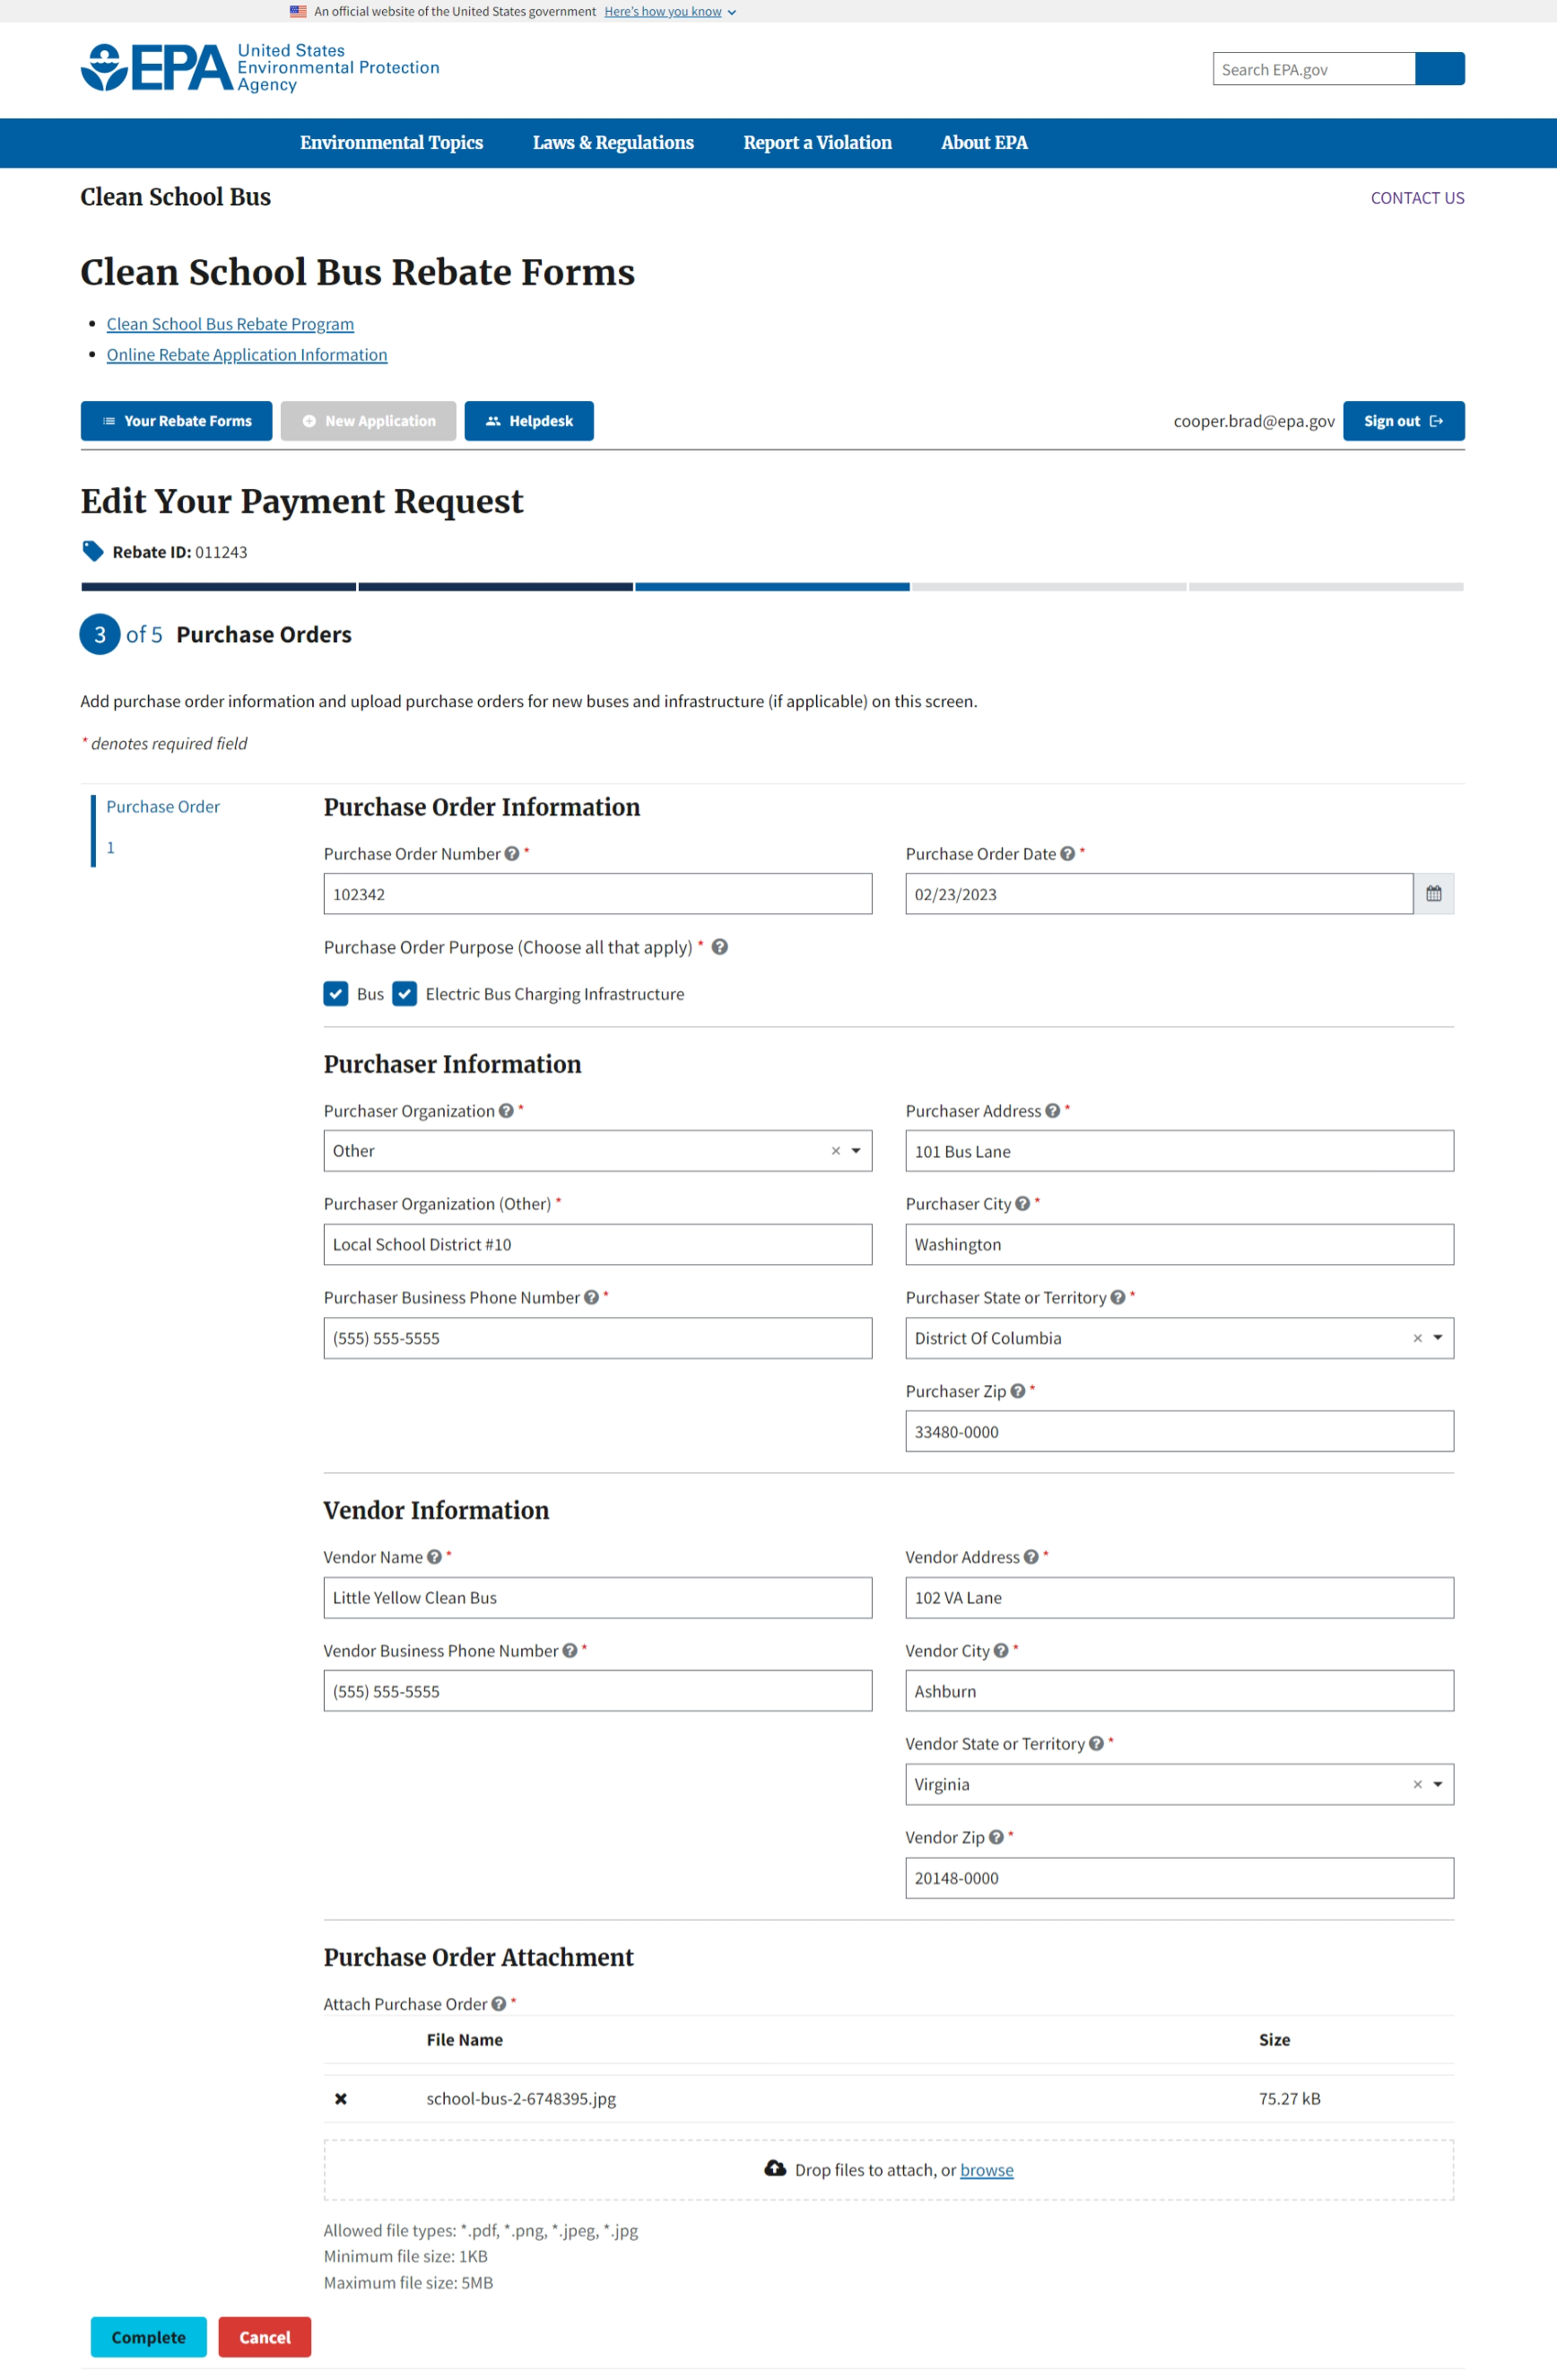 An official website of the United States government Here's how you know
EPA United States
Environmental Protection
Agency
Search EPA.gov
Environmental Topics Laws & Regulations Report a Violation About EPA
Clean School Bus CONTACT US
Clean School Bus Rebate Forms
Clean School Bus Rebate Program
Online Rebate Application Information
Your Rebate Forms New Application Helpdesk cooper.brad@epa.gov Sign out
Edit Your Payment Request
Rebate ID: 011243
3 of 5 Purchase Orders
Add purchase order information and upload purchase orders for new buses and infrastructure (if applicable) on this screen.
* denotes required field
Purchase Order
1
Purchase Order Information
Purchase Order Number * Purchase Order Date *
102342 02/23/2023
Purchase Order Purpose (Choose all that apply) *
Bus Electric Bus Charging Infrastructure
Purchaser Information
Purchaser Organization * Purchaser Address *
Other 101 Bus Lane
Purchaser Organization (Other) * Purchaser City *
Local School District #10 Washington
Purchaser Business Phone Number * Purchaser State or Territory *
(555) 555-5555 District Of Columbia
Purchaser Zip *
33480-0000
Vendor Information
Vendor Name * Vendor Address *
Little Yellow Clean Bus 102 VA Lane
Vendor Business Phone Number * Vendor City *
(555) 555-5555 Ashburn
Vendor State or Territory *
Virginia
Vendor Zip *
20148-0000
Purchase Order Attachment
Attach Purchase Order *
File Name Size
school-bus-2-6748395.jpg 75.27 kB
Drop files to attach, or browse
Allowed file types: *.pdf, *.png, *.jpeg, *.jpg
Minimum file size: 1KB
Maximum file size: 5MB
Complete Cancel